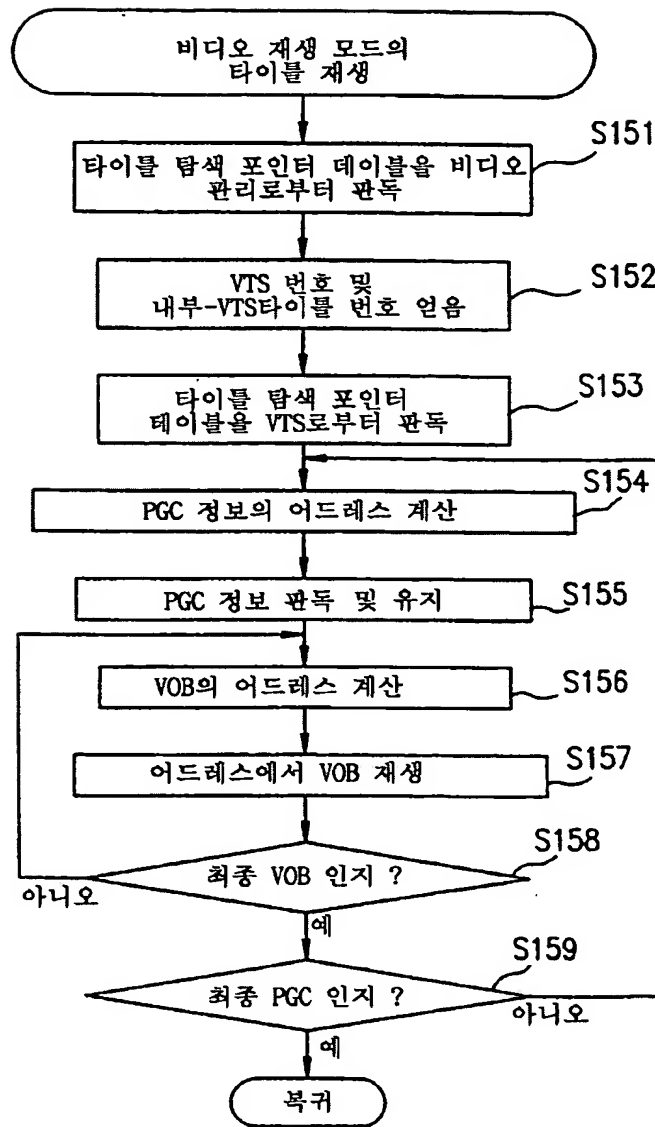 비디오 재생 모드의
타이틀 재생
S151
타이틀 탐색 포인터 테이블을 비디오
관리로부터 판독
S152
VTS 번호 및
내부-VTS타이틀 번호 얻음
S153
타이틀 탐색 포인터
테이블을 VTS로부터 판독
S154
PGC 정보의 어드레스 계산
S155
PGC 정보 판독 및 유지
S156
VOB의 어드레스 계산
S157
어드레스에서 VOB 재생
S158
최종 VOB 인지 ?
아니오
예
S159
최종 PGC 인지 ?
아니오
예
복귀